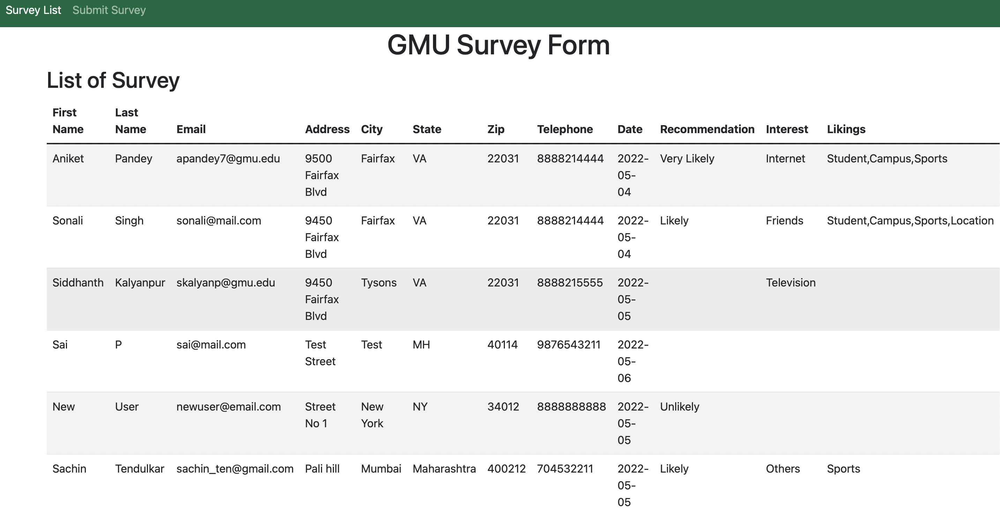 Survey List Submit Survey
GMU Survey Form
List of Survey
First Name Last Name Email Address City State Zip Telephone Date Recommendation Interest Likings
Aniket Pandey apandey7@gmu.edu 9500 Fairfax Blvd Fairfax VA 22031 8888214444 2022-05-04 Very Likely Internet Student,Campus,Sports
Sonali Singh sonali@mail.com 9450 Fairfax Blvd Fairfax VA 22031 8888214444 2022-05-04 Likely Friends Student,Campus,Sports,Location
Siddhanth Kalyanpur skalyanp@gmu.edu 9450 Fairfax Blvd Tysons VA 22031 8888215555 2022-05-05 Television
Sai P sai@mail.com Test Street Test MH 40114 9876543211 2022-05-06
New User newuser@email.com Street No 1 New York NY 34012 8888888888 2022-05-05 Unlikely
Sachin Tendulkar sachin_ten@gmail.com Pali hill Mumbai Maharashtra 400212 704532211 2022-05-05 Likely Others Sports